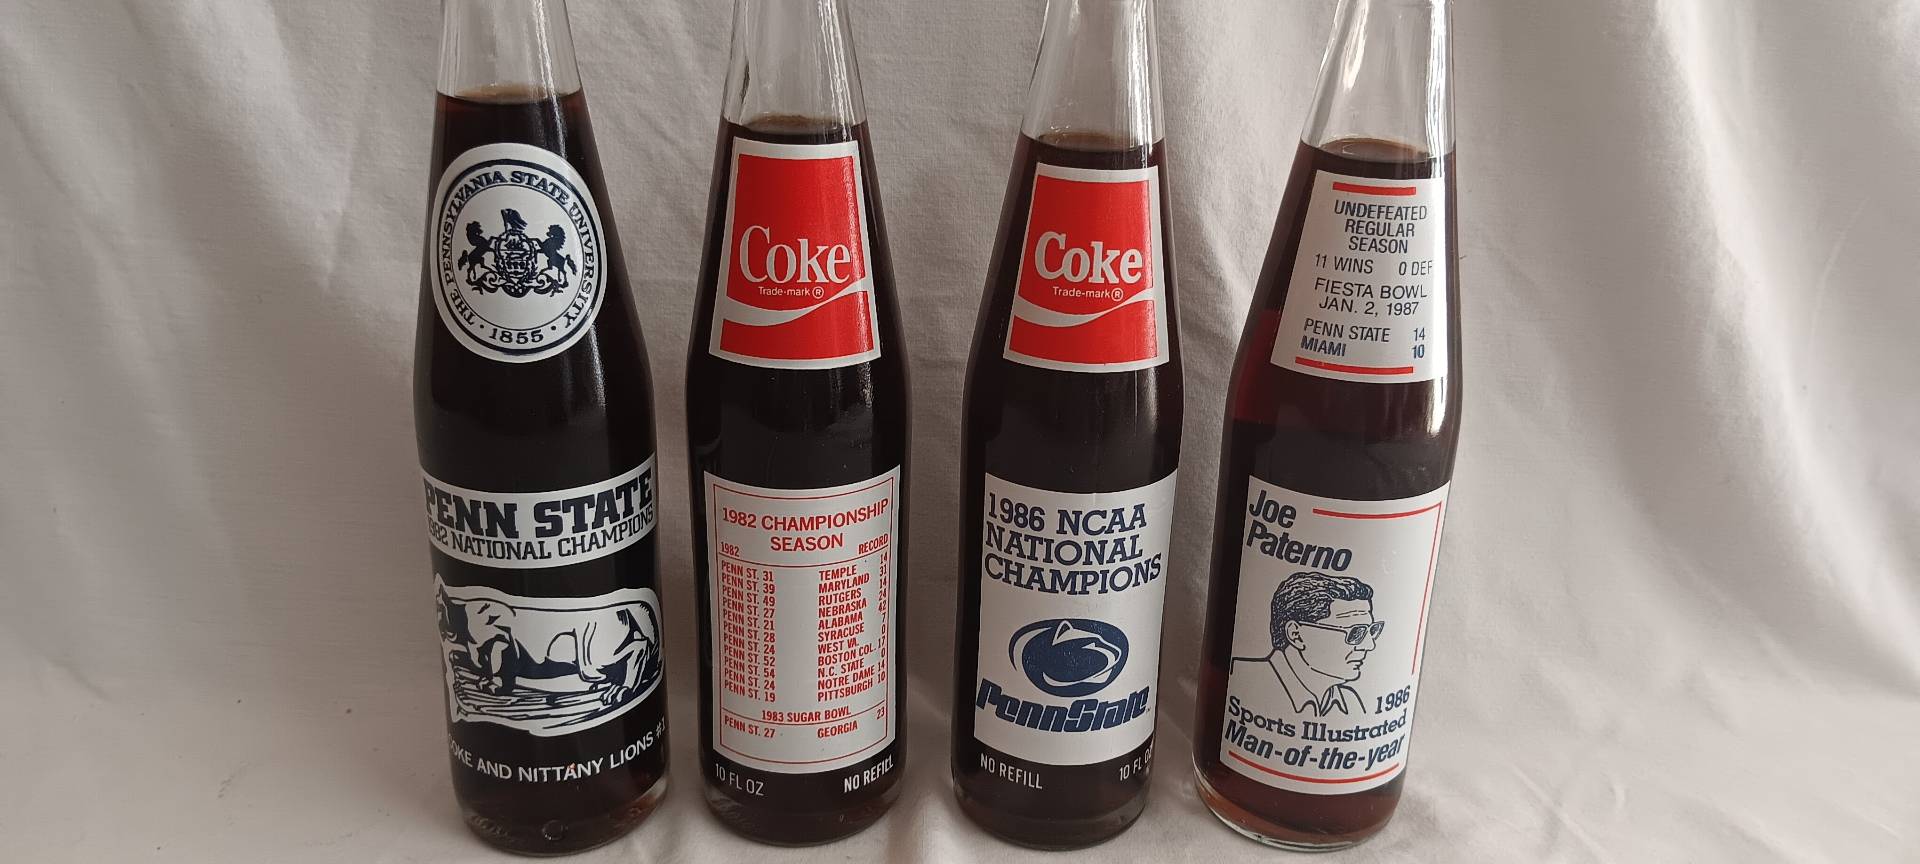 THE PENNSYLVANIA STATE UNIVERSITY
· 1855 ·
PENN STATE
1982 NATIONAL CHAMPIONS
COKE AND NITTANY LIONS #1
Coke
Trade-mark ®
1982 CHAMPIONSHIP
SEASON
1982 RECORD
PENN ST. 31 TEMPLE 14
PENN ST. 39 MARYLAND 31
PENN ST. 49 RUTGERS 14
PENN ST. 27 NEBRASKA 24
PENN ST. 21 ALABAMA 42
PENN ST. 28 SYRACUSE 7
PENN ST. 24 WEST VA. 0
PENN ST. 52 BOSTON COL. 17
PENN ST. 54 N.C. STATE 0
PENN ST. 24 NOTRE DAME 14
PENN ST. 19 PITTSBURGH 10
1983 SUGAR BOWL
PENN ST. 27 GEORGIA 23
10 FL OZ NO REFILL
Coke
Trade-mark ®
1986 NCAA
NATIONAL
CHAMPIONS
PennState
NO REFILL 10 FL OZ
UNDEFEATED
REGULAR
SEASON
11 WINS 0 DEF
FIESTA BOWL
JAN. 2, 1987
PENN STATE 14
MIAMI 10
Joe
Paterno
1986
Sports Illustrated
Man-of-the-year